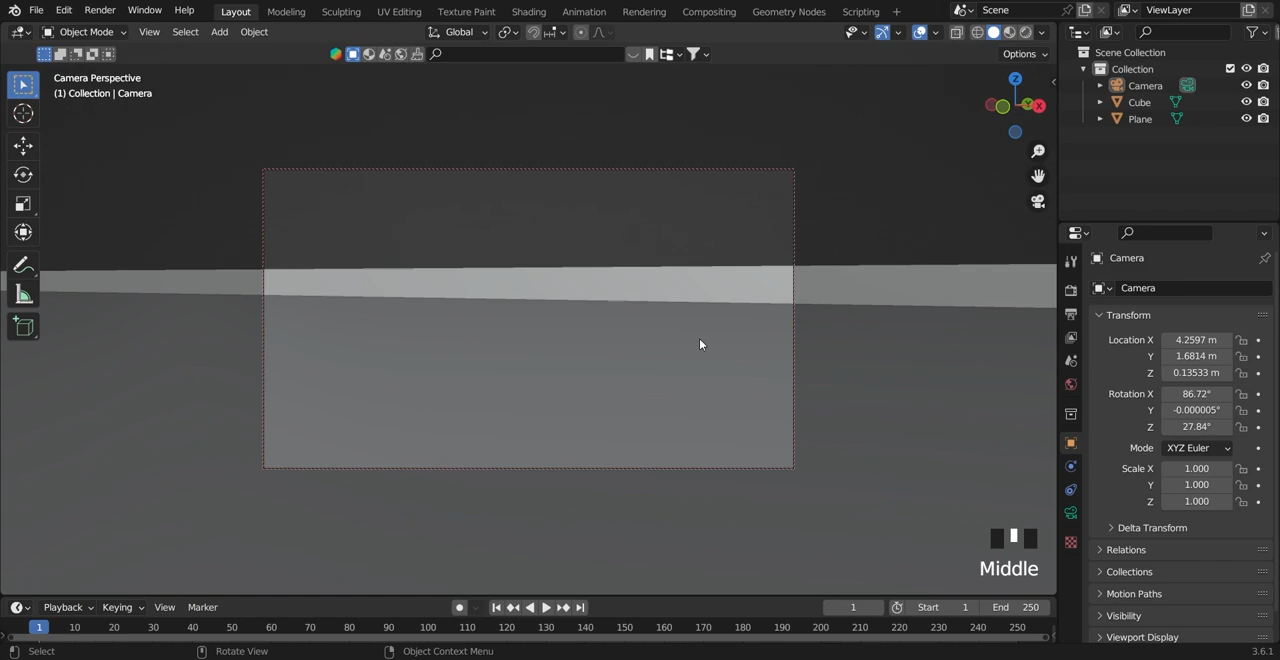 File Edit Render Window Help Layout Modeling Sculpting UV Editing Texture Paint Shading Animation Rendering Compositing Geometry Nodes Scripting + Scene ViewLayer
Object Mode View Select Add Object Global
Options
Camera Perspective
(1) Collection | Camera
Z
Y
X
Middle
Scene Collection
Collection
Camera
Cube
Plane
Camera
Camera
Transform
Location X 4.2597 m
Y 1.6814 m
Z 0.13533 m
Rotation X 86.72°
Y -0.000005°
Z 27.84°
Mode XYZ Euler
Scale X 1.000
Y 1.000
Z 1.000
Delta Transform
Relations
Collections
Motion Paths
Visibility
Viewport Display
Playback Keying View Marker 1 Start 1 End 250
1 10 20 30 40 50 60 70 80 90 100 110 120 130 140 150 160 170 180 190 200 210 220 230 240 250
Select Rotate View Object Context Menu 3.6.1